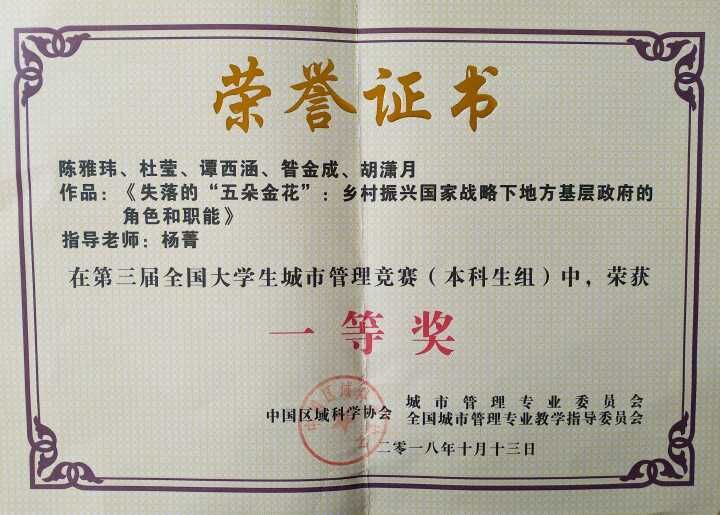 荣誉证书
陈雅玮、杜莹、谭西涵、昝金成、胡潇月
作品：《失落的“五朵金花”：乡村振兴国家战略下地方基层政府的
角色和职能》
指导老师：杨菁
在第三届全国大学生城市管理竞赛（本科生组）中，荣获
一等奖
中国区域科学协会
城市管理专业委员会
全国城市管理专业教学指导委员会
二〇一八年十月十三日